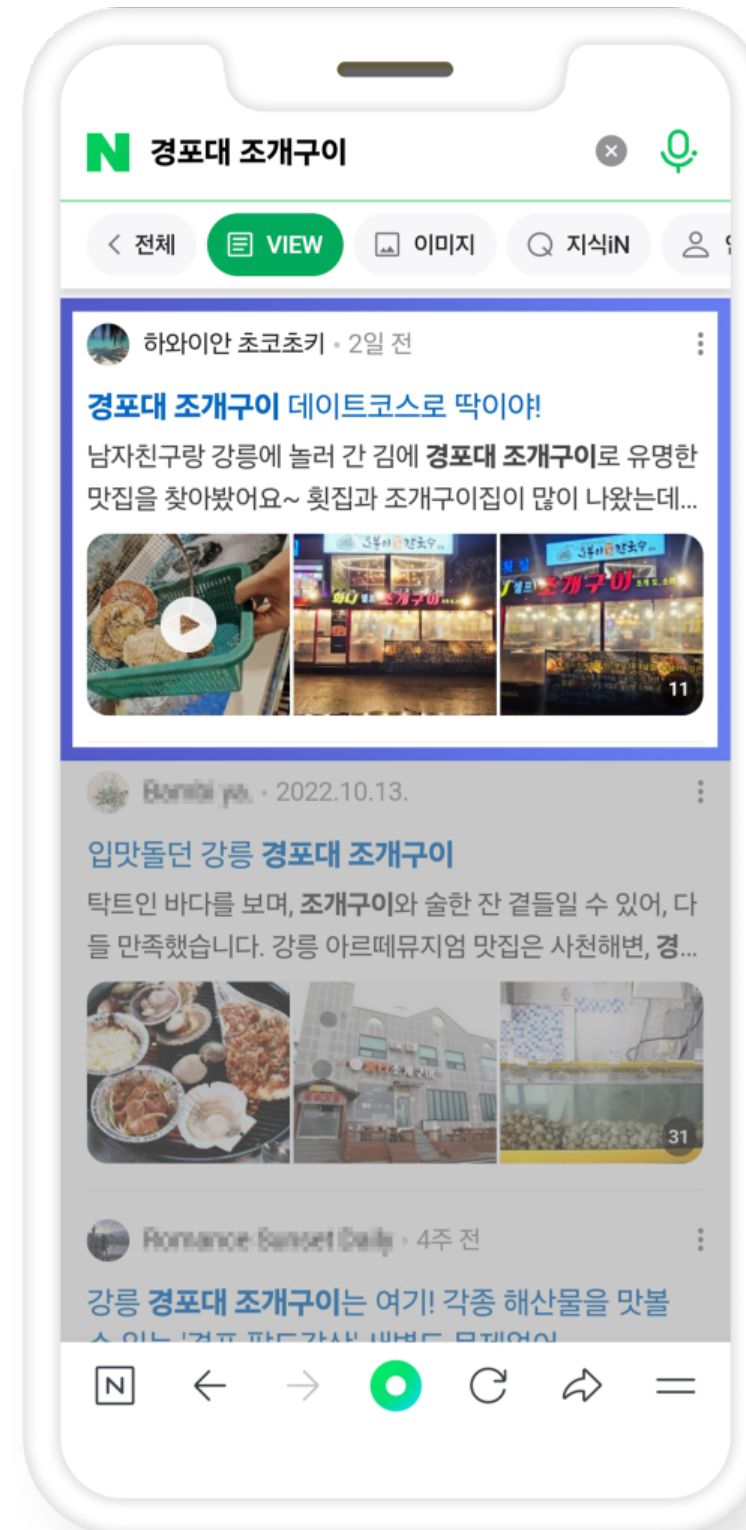 N 경포대 조개구이
전체 VIEW 이미지 지식iN
하와이안 초코초키 • 2일 전
경포대 조개구이 데이트코스로 딱이야!
남자친구랑 강릉에 놀러 간 김에 경포대 조개구이로 유명한
맛집을 찾아봤어요~ 횟집과 조개구이집이 많이 나왔는데...
조개구이
조개구이
11
2022.10.13.
입맛돌던 강릉 경포대 조개구이
탁트인 바다를 보며, 조개구이와 술한 잔 곁들일 수 있어, 다
들 만족했습니다. 강릉 아르떼뮤지엄 맛집은 사천해변, 경...
조개구이
31
4주 전
강릉 경포대 조개구이는 여기! 각종 해산물을 맛볼
N